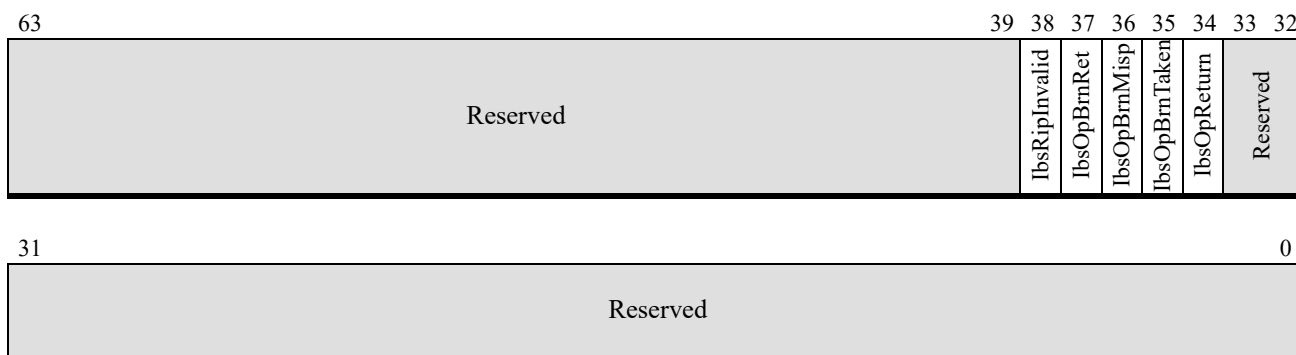 63 39 38 37 36 35 34 33 32
Reserved
IbsRipInvalid
IbsOpBrnRet
IbsOpBrnMisp
IbsOpBrnTaken
IbsOpReturn
Reserved
31 0
Reserved